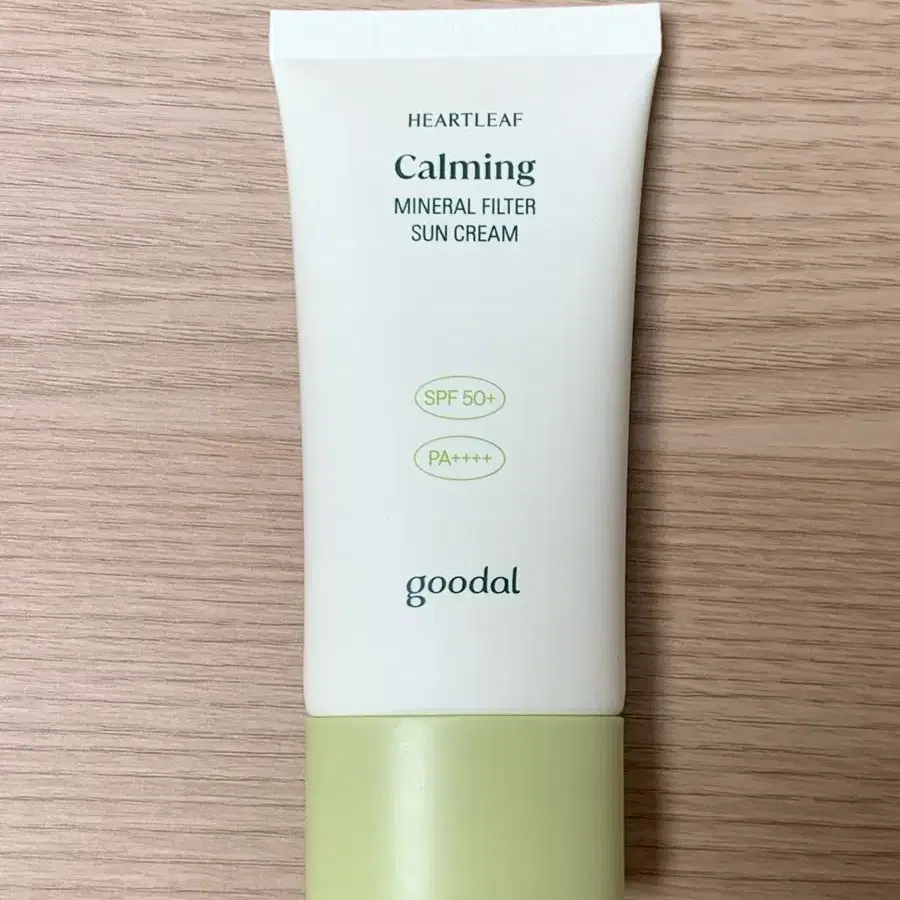 HEARTLEAF
Calming
MINERAL FILTER
SUN CREAM
SPF 50+
PA++++
goodal